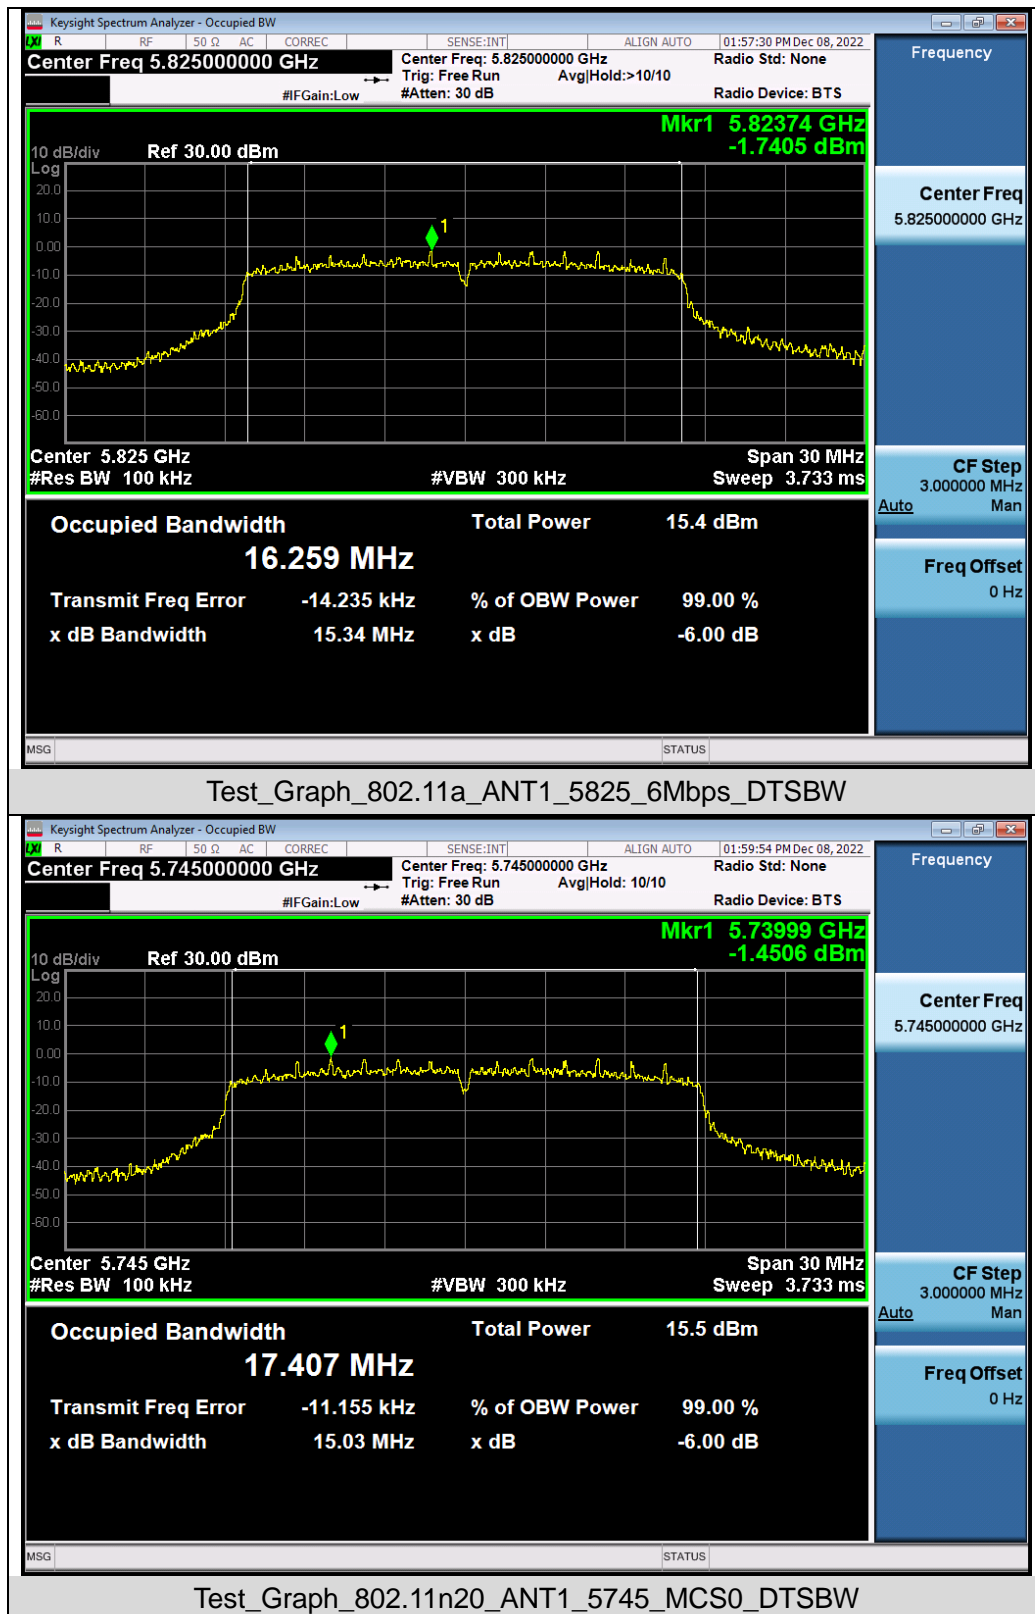 Keysight Spectrum Analyzer - Occupied BW
LXI R RF 50 Ω AC CORREC SENSE:INT ALIGN AUTO 01:57:30 PM Dec 08, 2022
Center Freq 5.825000000 GHz
Center Freq: 5.825000000 GHz Radio Std: None
Trig: Free Run Avg|Hold:>10/10
#IFGain:Low #Atten: 30 dB Radio Device: BTS
Frequency
Mkr1 5.82374 GHz
-1.7405 dBm
10 dB/div Ref 30.00 dBm
Log
20.0
10.0
0.00
-10.0
-20.0
-30.0
-40.0
-50.0
-60.0
1
Center 5.825 GHz Span 30 MHz
#Res BW 100 kHz #VBW 300 kHz Sweep 3.733 ms
Center Freq
5.825000000 GHz
CF Step
3.000000 MHz
Auto Man
Freq Offset
0 Hz
Occupied Bandwidth Total Power 15.4 dBm
16.259 MHz
Transmit Freq Error -14.235 kHz % of OBW Power 99.00 %
x dB Bandwidth 15.34 MHz x dB -6.00 dB
MSG STATUS
Test_Graph_802.11a_ANT1_5825_6Mbps_DTSBW
Keysight Spectrum Analyzer - Occupied BW
LXI R RF 50 Ω AC CORREC SENSE:INT ALIGN AUTO 01:59:54 PM Dec 08, 2022
Center Freq 5.745000000 GHz
Center Freq: 5.745000000 GHz Radio Std: None
Trig: Free Run Avg|Hold: 10/10
#IFGain:Low #Atten: 30 dB Radio Device: BTS
Frequency
Mkr1 5.73999 GHz
-1.4506 dBm
10 dB/div Ref 30.00 dBm
Log
20.0
10.0
0.00
-10.0
-20.0
-30.0
-40.0
-50.0
-60.0
1
Center 5.745 GHz Span 30 MHz
#Res BW 100 kHz #VBW 300 kHz Sweep 3.733 ms
Center Freq
5.745000000 GHz
CF Step
3.000000 MHz
Auto Man
Freq Offset
0 Hz
Occupied Bandwidth Total Power 15.5 dBm
17.407 MHz
Transmit Freq Error -11.155 kHz % of OBW Power 99.00 %
x dB Bandwidth 15.03 MHz x dB -6.00 dB
MSG STATUS
Test_Graph_802.11n20_ANT1_5745_MCS0_DTSBW